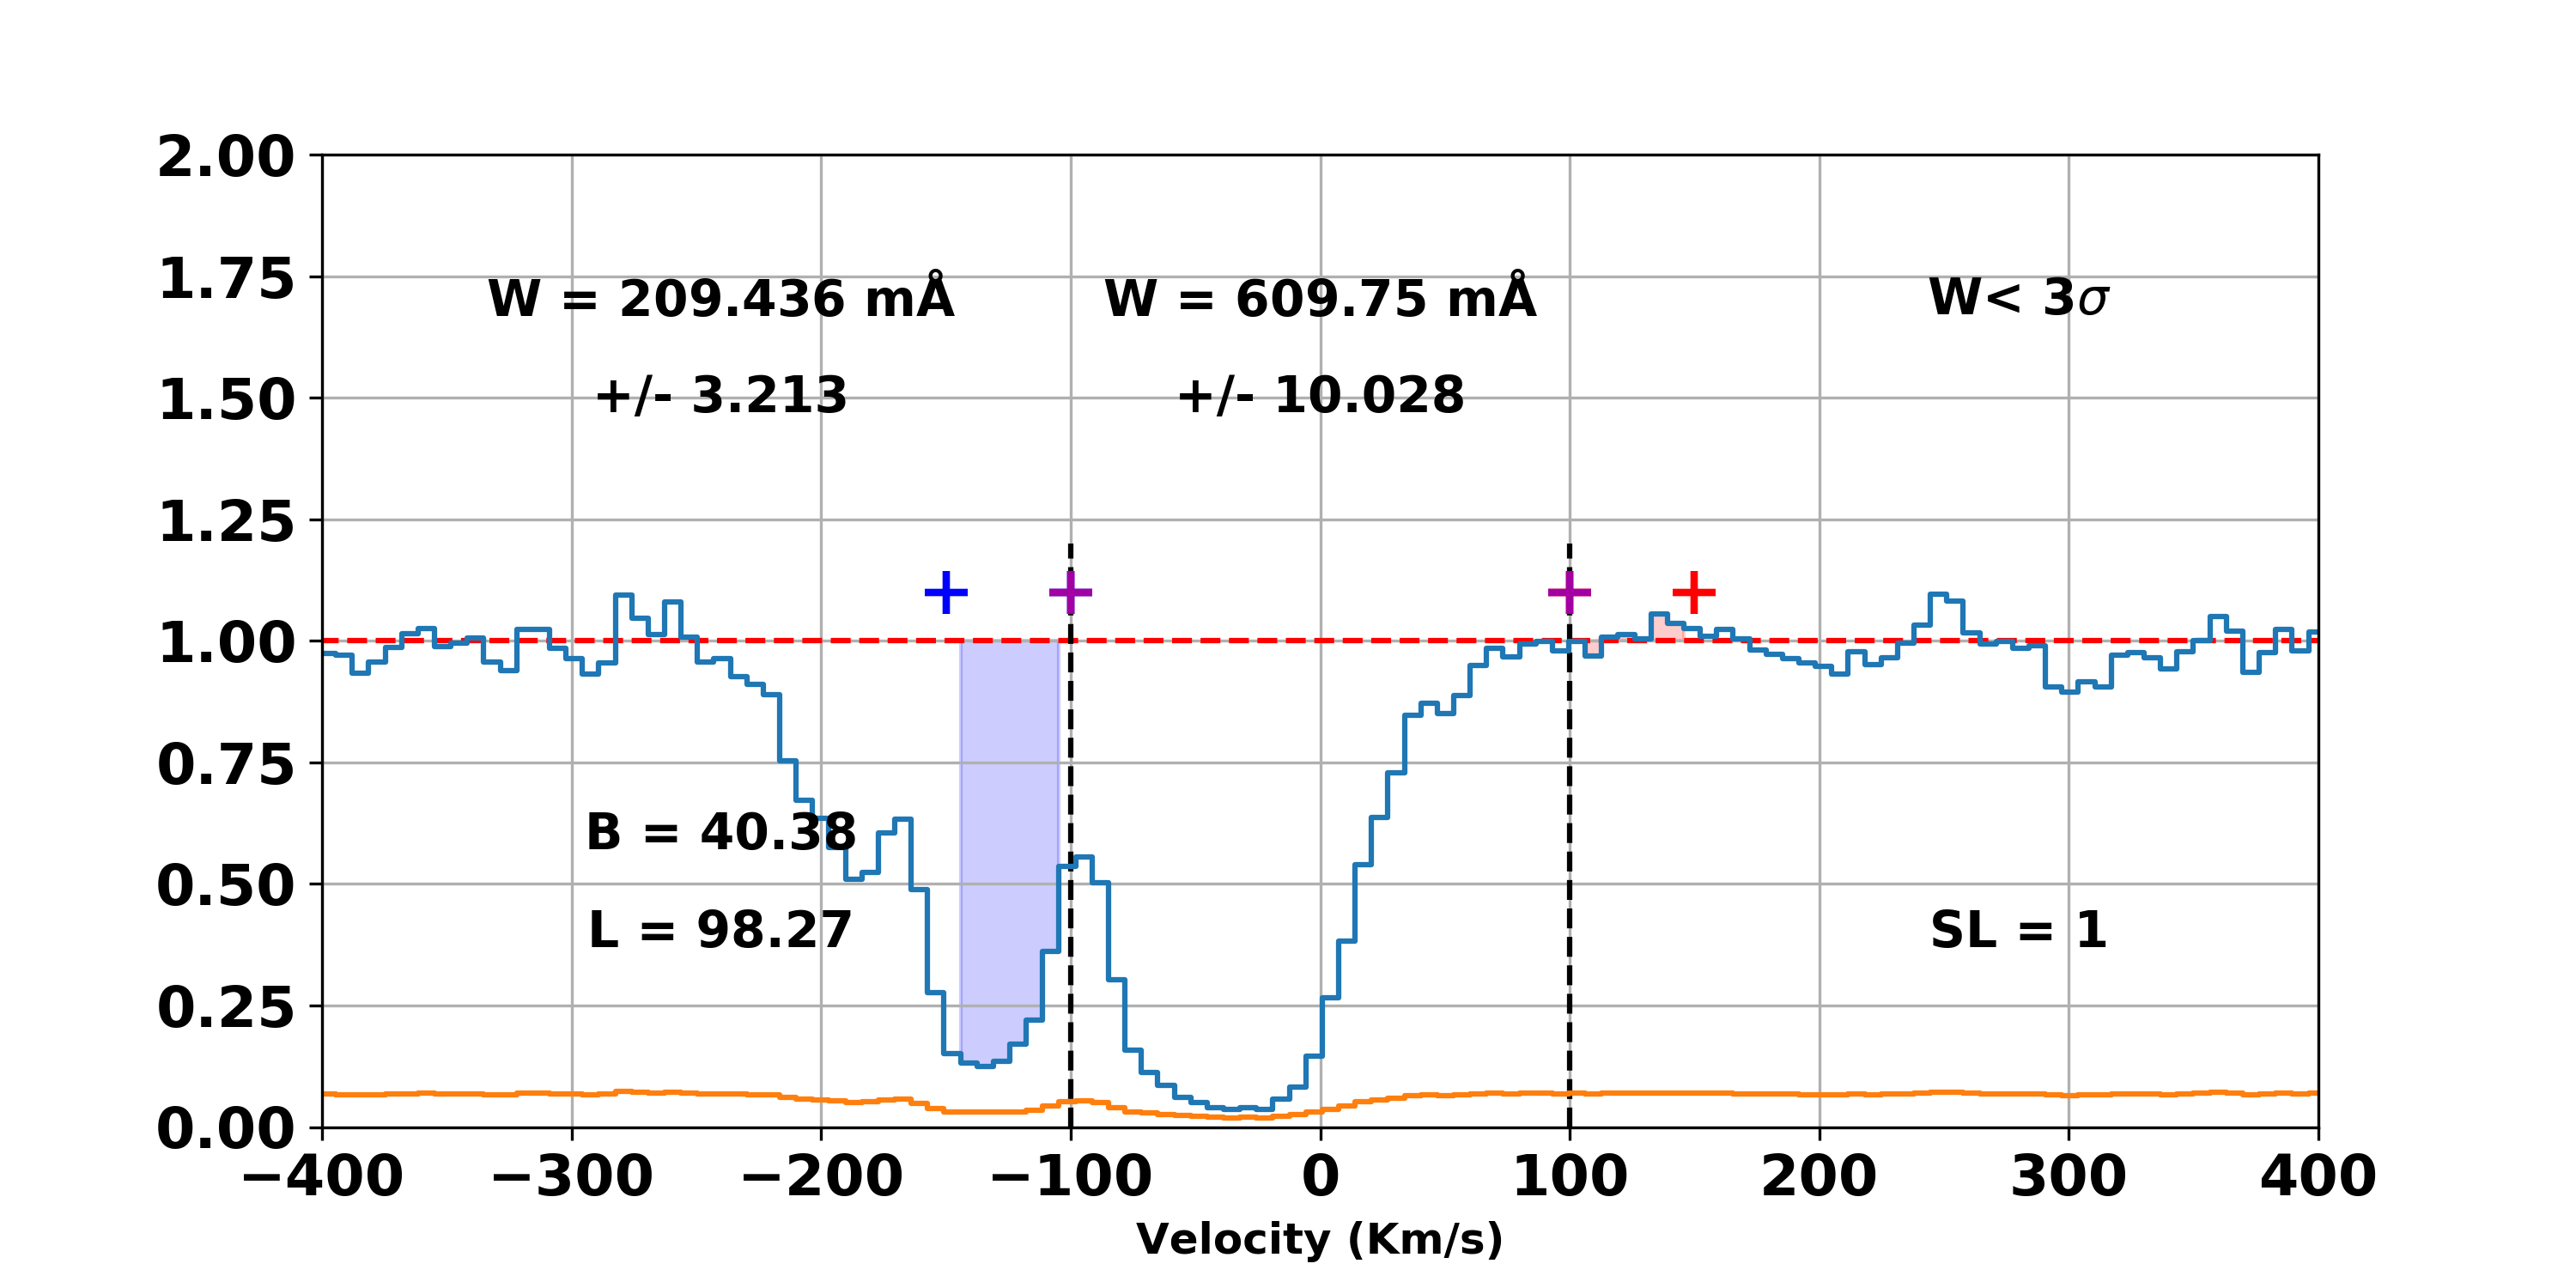 2.00
1.75
1.50
1.25
1.00
0.75
0.50
0.25
0.00
W = 209.436 mÅ
+/- 3.213
W = 609.75 mÅ
+/- 10.028
W< 3σ
B = 40.38
L = 98.27
SL = 1
−400 −300 −200 −100 0 100 200 300 400
Velocity (Km/s)